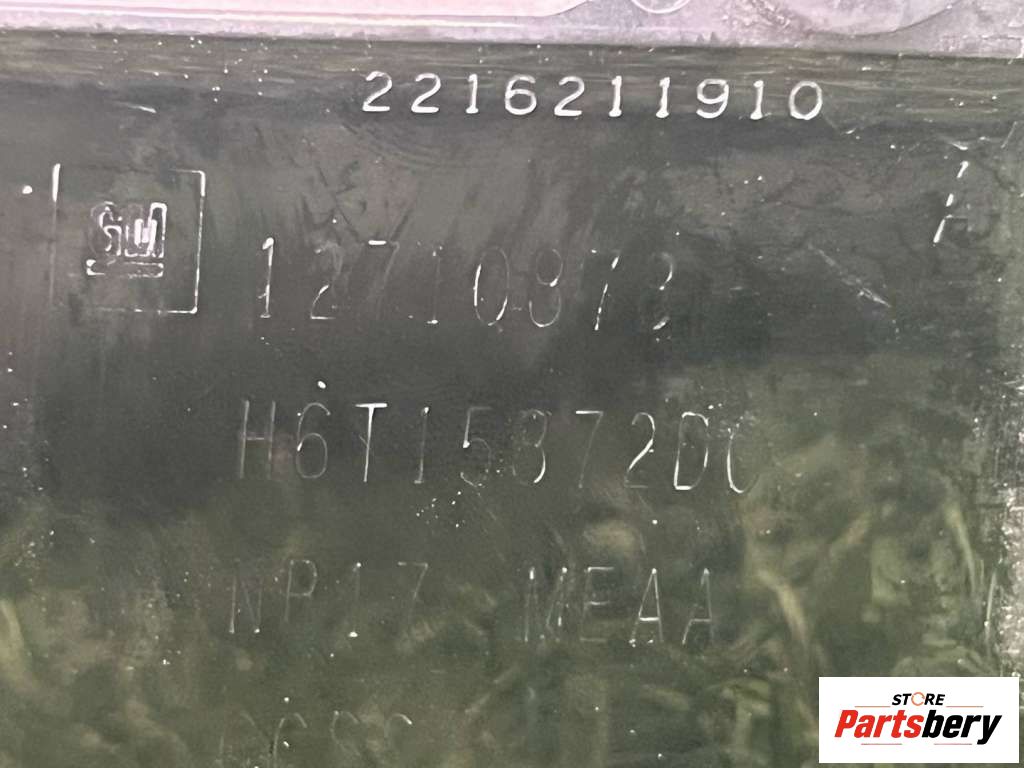 2216211910
GM
12710873
H6T15872DC
NP17 MEAA
STORE
Partsbery